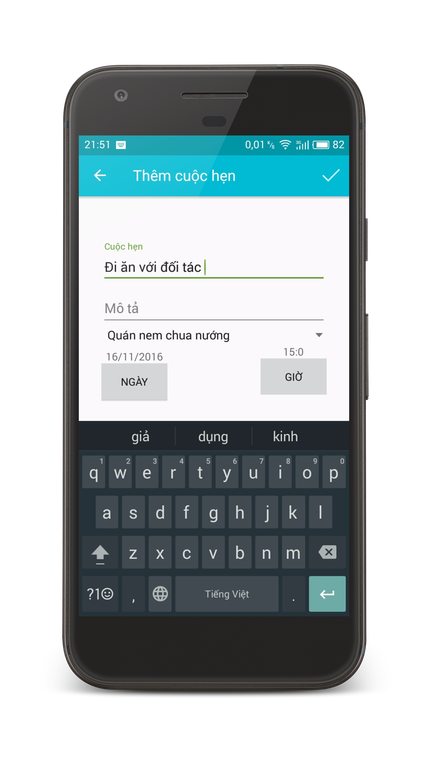 21:51 0,01 % 82
Thêm cuộc hẹn
Cuộc hẹn
Đi ăn với đối tác
Mô tả
Quán nem chua nướng
16/11/2016 15:0
NGÀY GIỜ
giả dụng kinh
q 1 w 2 e 3 r 4 t 5 y 6 u 7 i 8 o 9 p 0
a s d f g h j k l
z x c v b n m
?1☺ , Tiếng Việt .